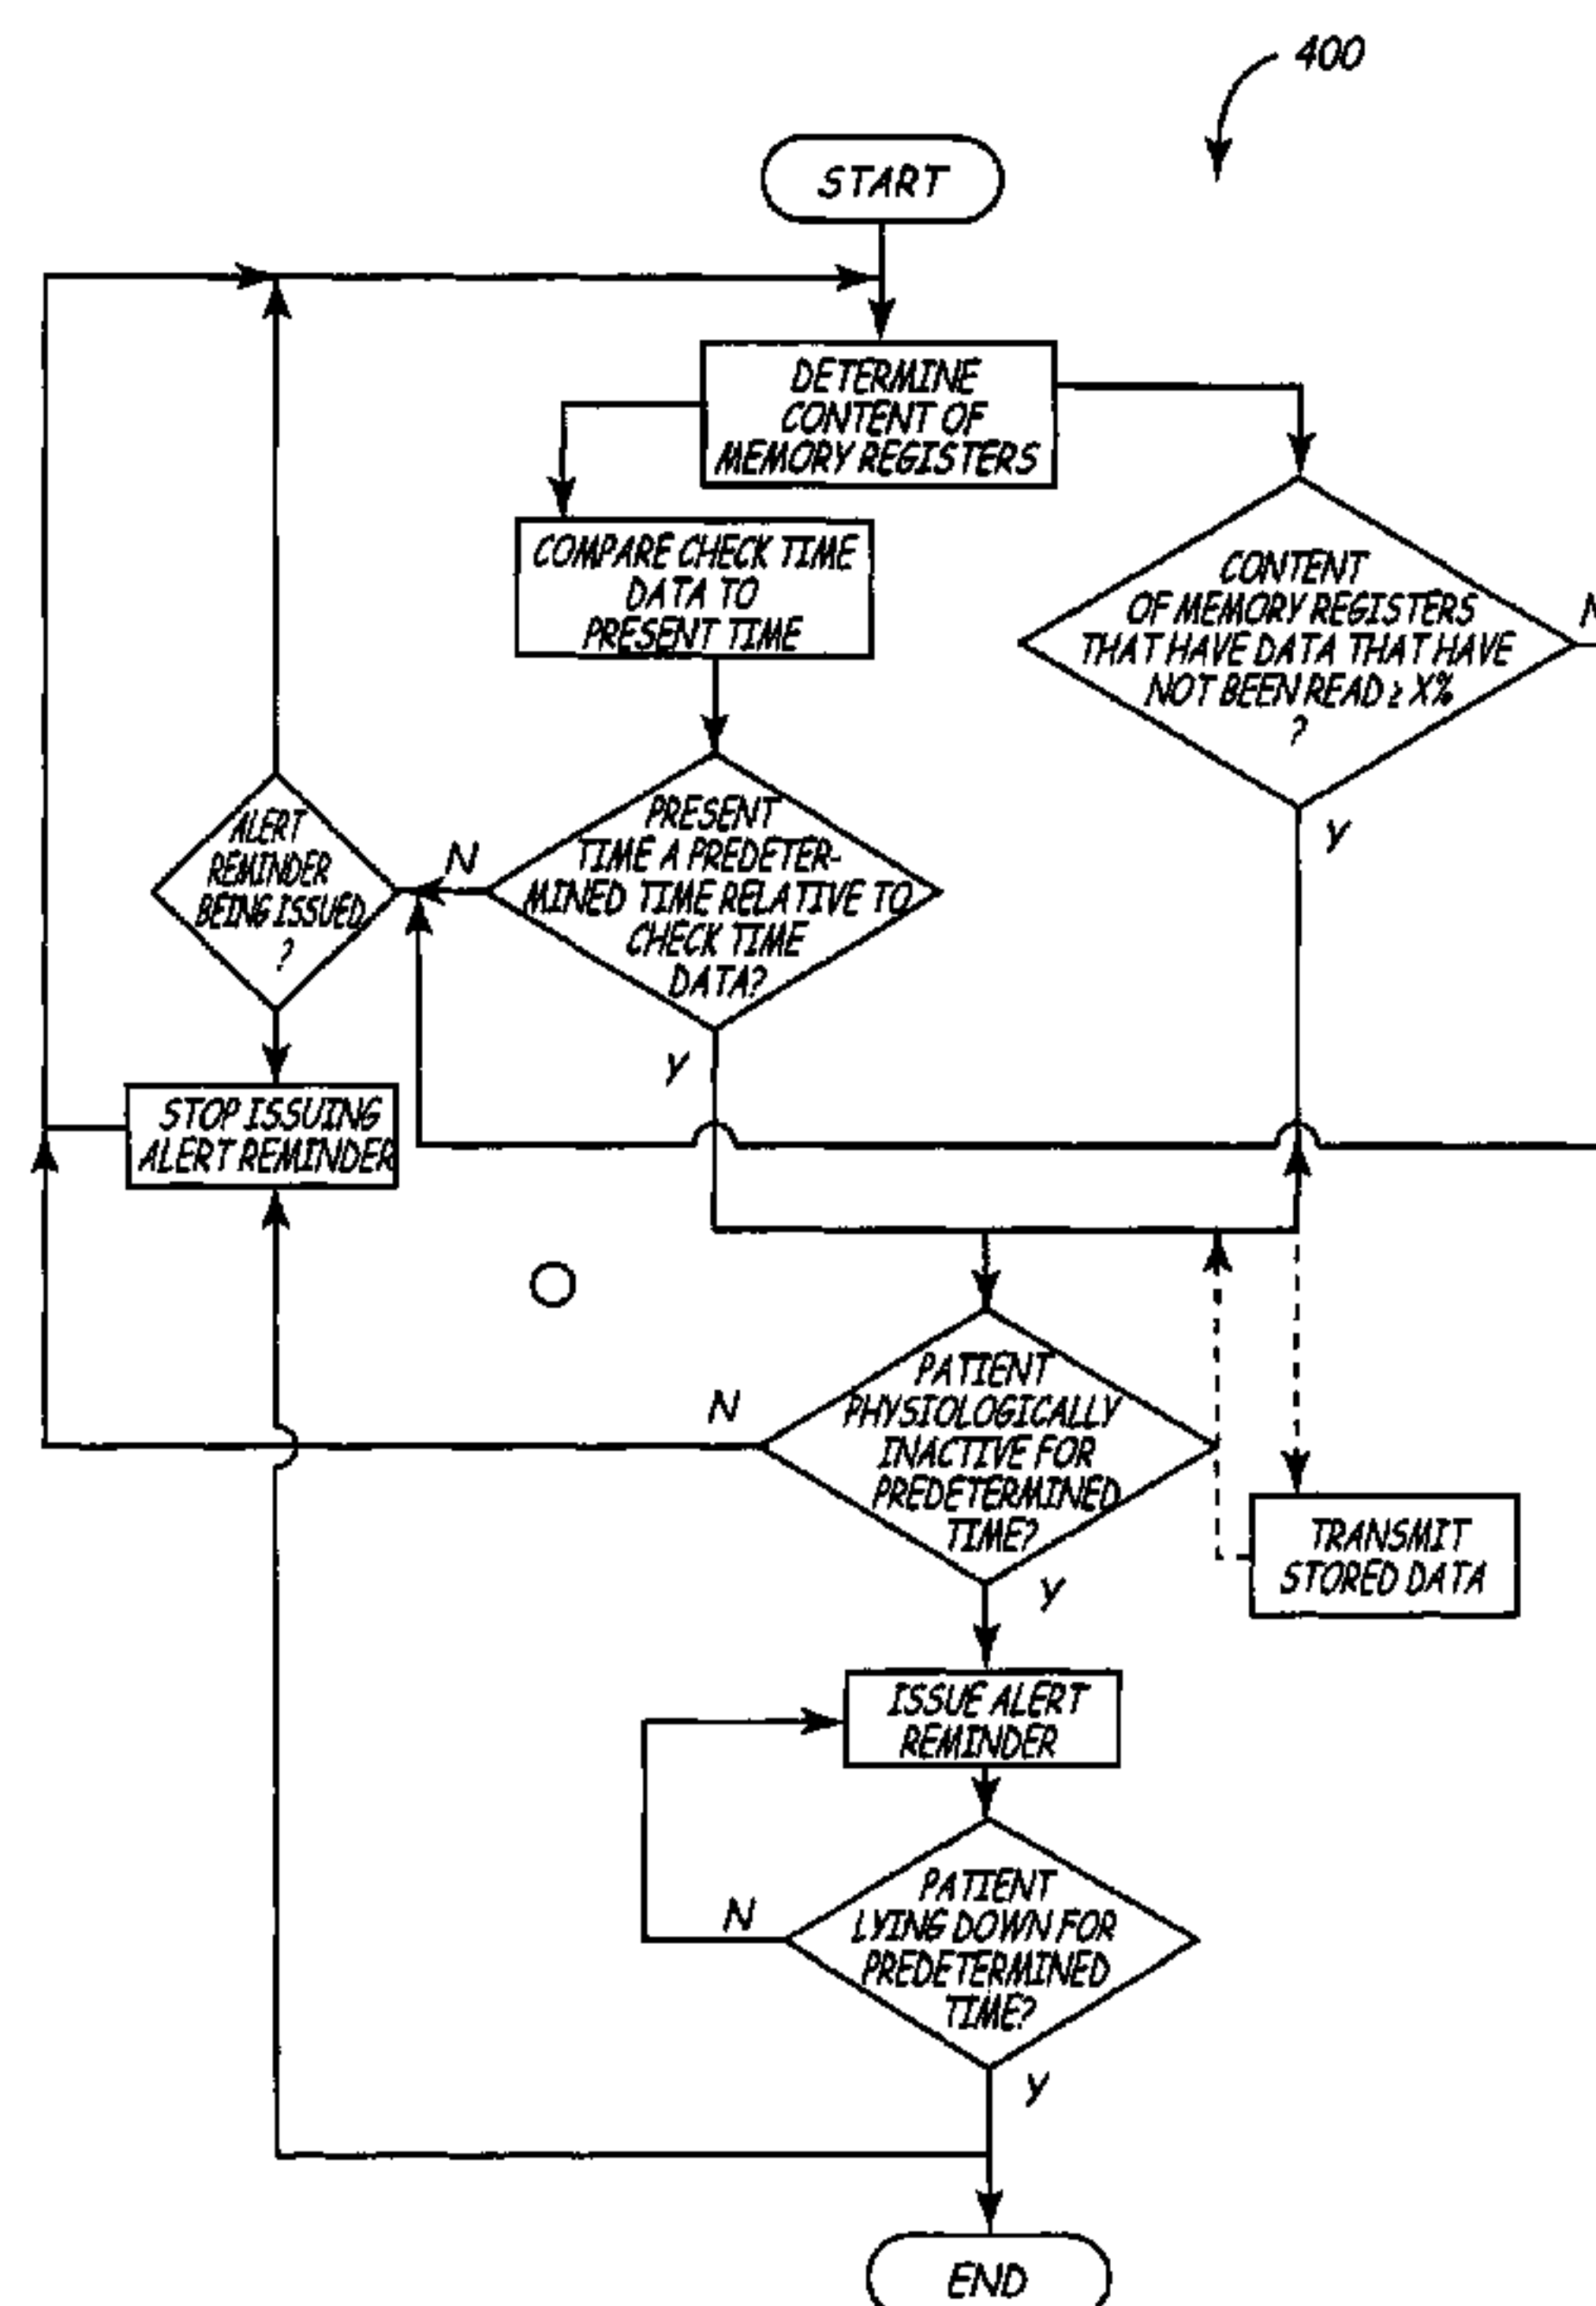 400
START
DETERMINE
CONTENT OF
MEMORY REGISTERS
COMPARE CHECK TIME
DATA TO
PRESENT TIME
CONTENT
OF MEMORY REGISTERS
THAT HAVE DATA THAT HAVE
NOT BEEN READ ≥ X%
?
N
Y
PRESENT
TIME A PREDETER-
MINED TIME RELATIVE TO
CHECK TIME
DATA?
N
Y
ALERT
REMINDER
BEING ISSUED
?
STOP ISSUING
ALERT REMINDER
PATIENT
PHYSIOLOGICALLY
INACTIVE FOR
PREDETERMINED
TIME?
N
Y
TRANSMIT
STORED DATA
ISSUE ALERT
REMINDER
PATIENT
LYING DOWN FOR
PREDETERMINED
TIME?
N
Y
END